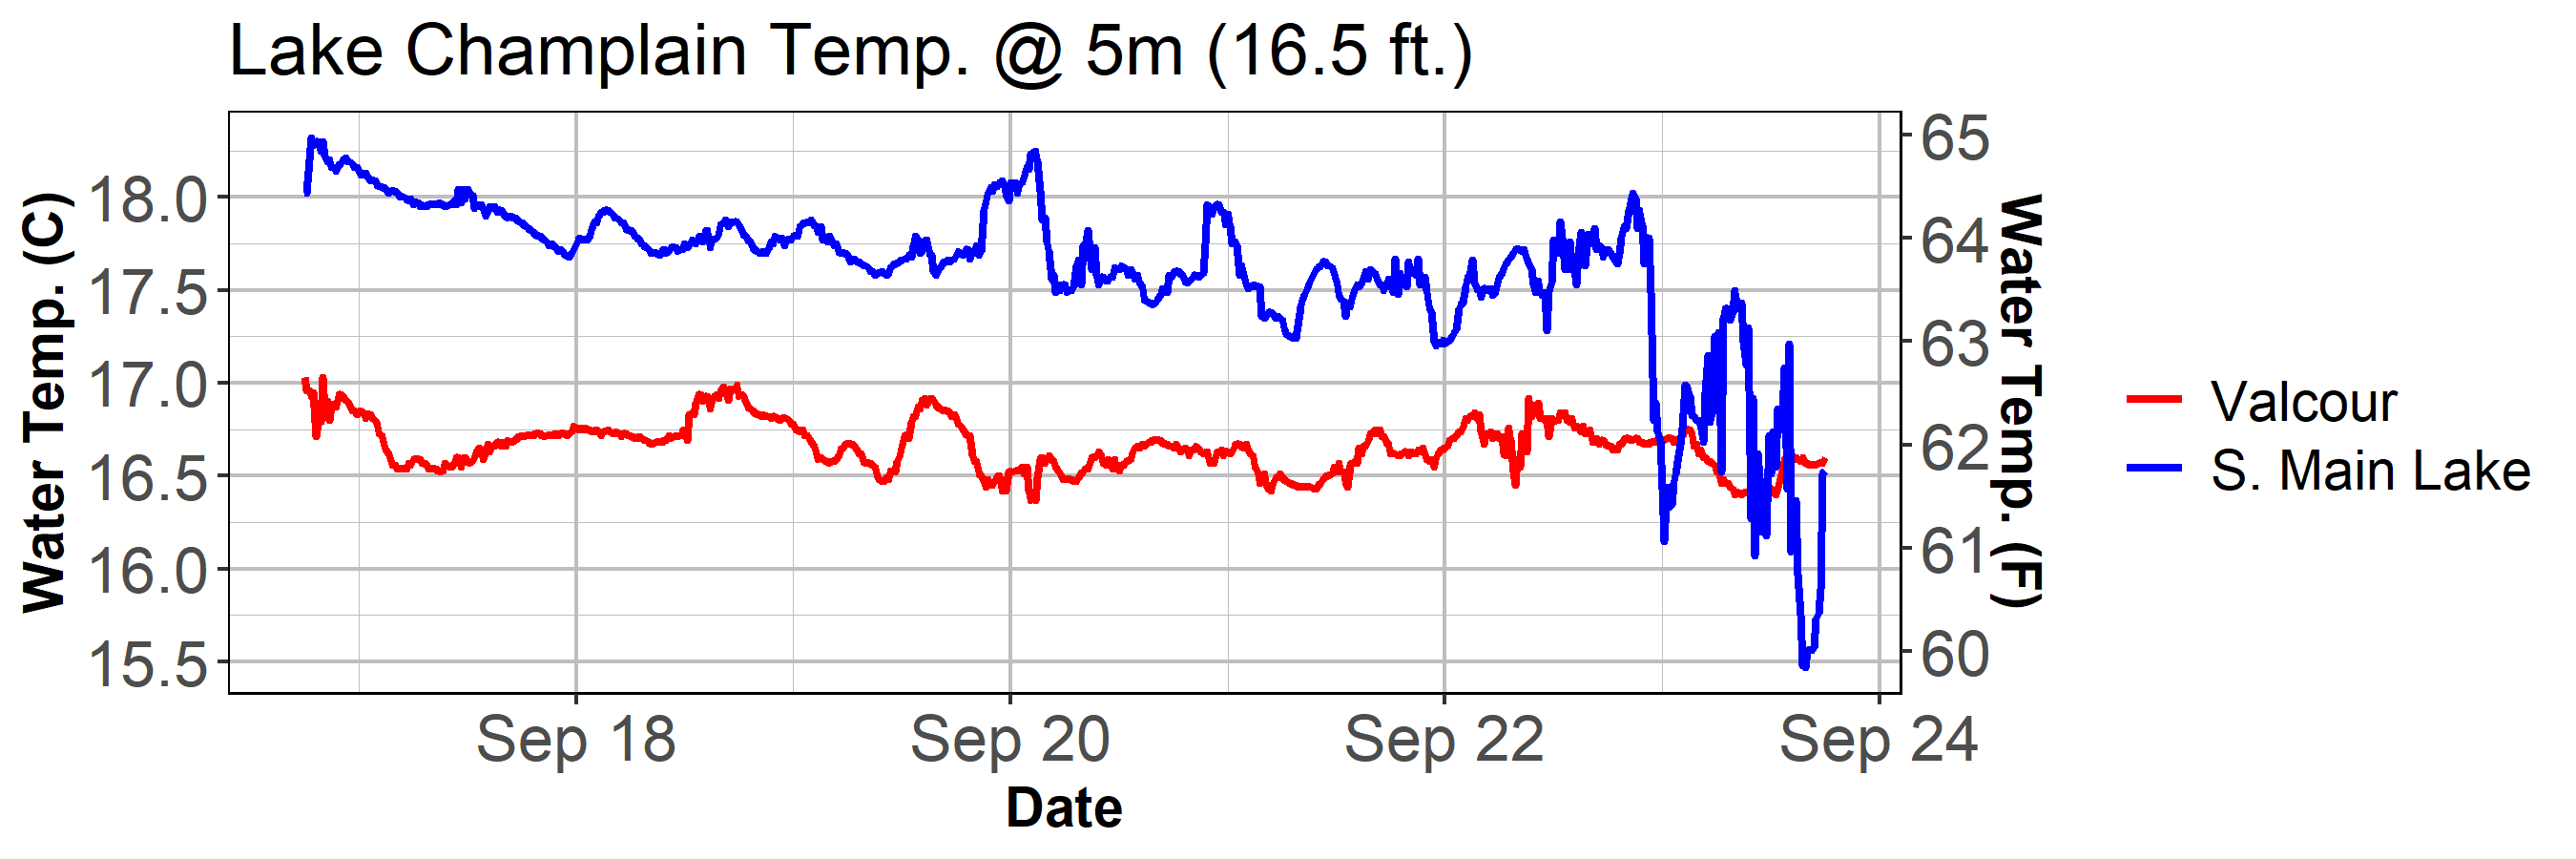 Lake Champlain Temp. @ 5m (16.5 ft.)
Water Temp. (C)
18.0
17.5
17.0
16.5
16.0
15.5
65
64
63
62
61
60
Water Temp. (F)
Sep 18
Sep 20
Sep 22
Sep 24
Date
Valcour
S. Main Lake